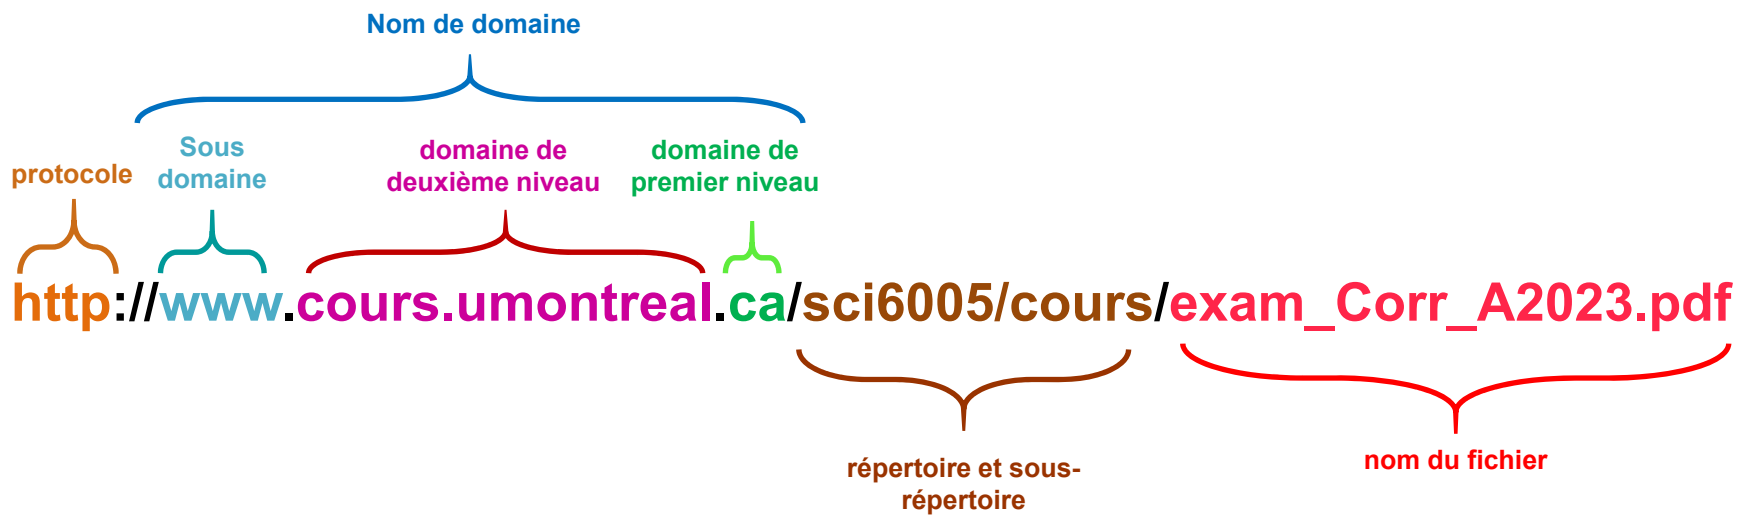 Nom de domaine
protocole
Sous
domaine
domaine de
deuxième niveau
domaine de
premier niveau
http://www.cours.umontreal.ca/sci6005/cours/exam_Corr_A2023.pdf
répertoire et sous-
répertoire
nom du fichier